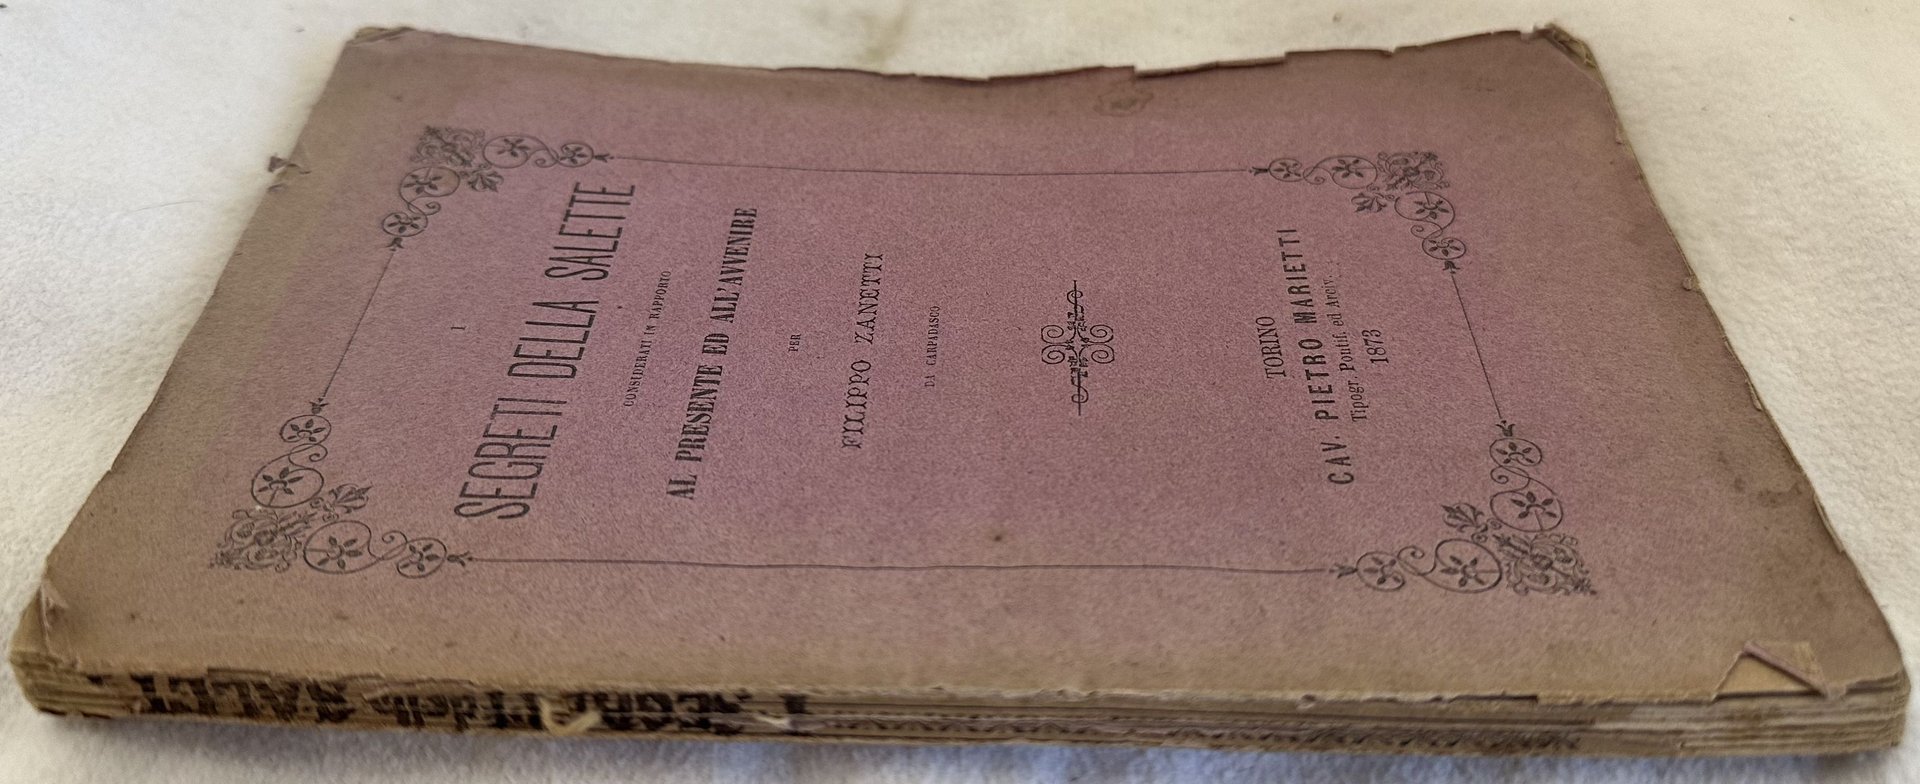 I
SEGRETI DELLA SALETTE
CONSIDERATI IN RAPPORTO
AL PRESENTE ED ALL'AVVENIRE
PER
FILIPPO ZANETTI
DA CARPADASCO
TORINO
CAV. PIETRO MARIETTI
Tipogr. Pontif. ed Arciv.
1873